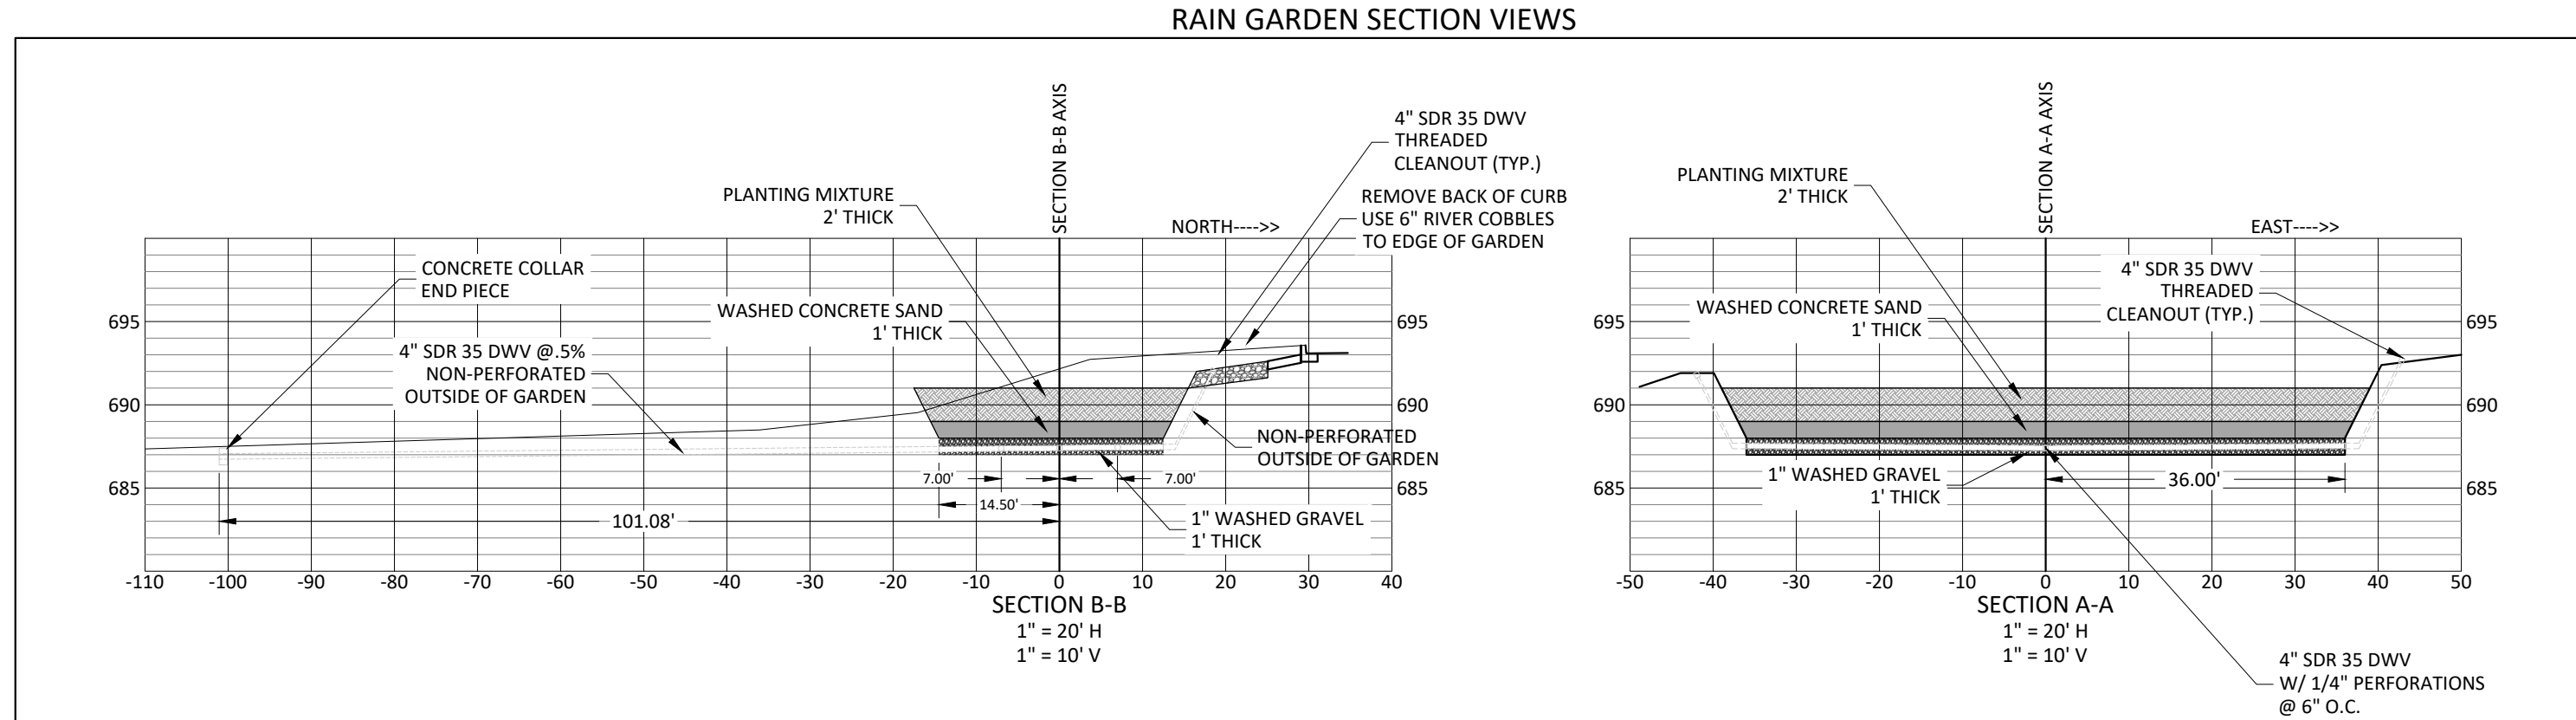 RAIN GARDEN SECTION VIEWS
SECTION B-B AXIS
4" SDR 35 DWV
THREADED
CLEANOUT (TYP.)
PLANTING MIXTURE
2' THICK
REMOVE BACK OF CURB
USE 6" RIVER COBBLES
TO EDGE OF GARDEN
NORTH---->>
CONCRETE COLLAR
END PIECE
WASHED CONCRETE SAND
1' THICK
695
695
4" SDR 35 DWV @.5%
NON-PERFORATED
OUTSIDE OF GARDEN
690
690
NON-PERFORATED
OUTSIDE OF GARDEN
7.00'
7.00'
685
685
14.50'
101.08'
1" WASHED GRAVEL
1' THICK
-110 -100 -90 -80 -70 -60 -50 -40 -30 -20 -10 0 10 20 30 40
SECTION B-B
1" = 20' H
1" = 10' V
SECTION A-A AXIS
PLANTING MIXTURE
2' THICK
EAST---->>
4" SDR 35 DWV
THREADED
CLEANOUT (TYP.)
WASHED CONCRETE SAND
1' THICK
695
695
690
690
1" WASHED GRAVEL
1' THICK
36.00'
685
685
-50 -40 -30 -20 -10 0 10 20 30 40 50
SECTION A-A
1" = 20' H
1" = 10' V
4" SDR 35 DWV
W/ 1/4" PERFORATIONS
@ 6" O.C.